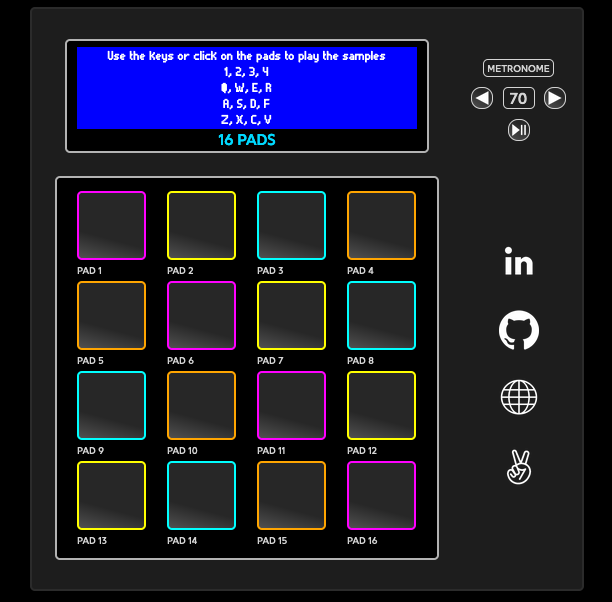 Use the Keys or click on the pads to play the samples
1, 2, 3, 4
Q, W, E, R
A, S, D, F
Z, X, C, V
16 PADS
METRONOME
70
PAD 1 PAD 2 PAD 3 PAD 4
PAD 5 PAD 6 PAD 7 PAD 8
PAD 9 PAD 10 PAD 11 PAD 12
PAD 13 PAD 14 PAD 15 PAD 16
in